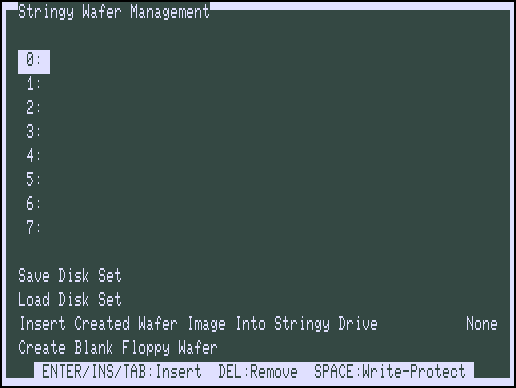 Stringy Wafer Management
0:
1:
2:
3:
4:
5:
6:
7:
Save Disk Set
Load Disk Set
Insert Created Wafer Image Into Stringy Drive None
Create Blank Floppy Wafer
ENTER/INS/TAB:Insert DEL:Remove SPACE:Write-Protect